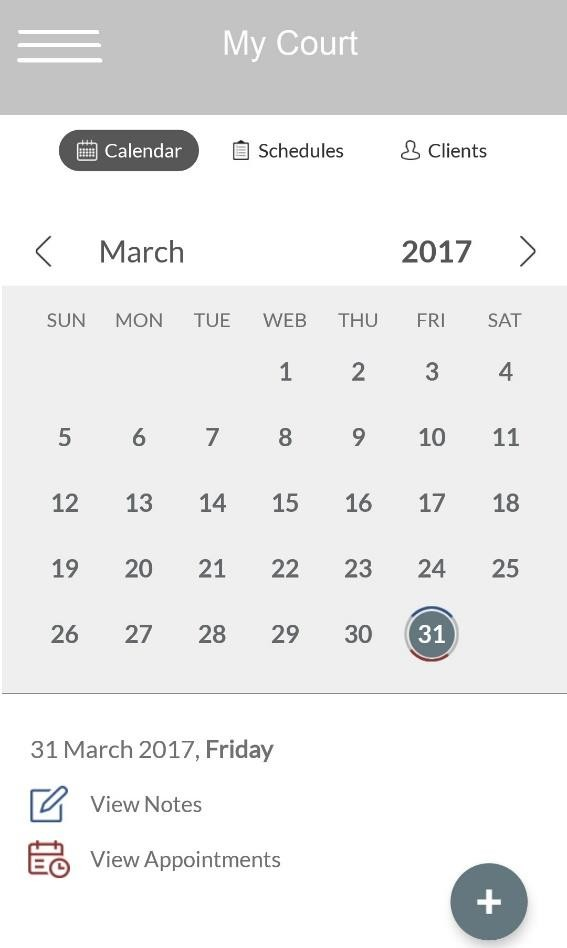 My Court
Calendar Schedules Clients
March 2017
SUN MON TUE WEB THU FRI SAT
1 2 3 4
5 6 7 8 9 10 11
12 13 14 15 16 17 18
19 20 21 22 23 24 25
26 27 28 29 30 31
31 March 2017, Friday
View Notes
View Appointments
+